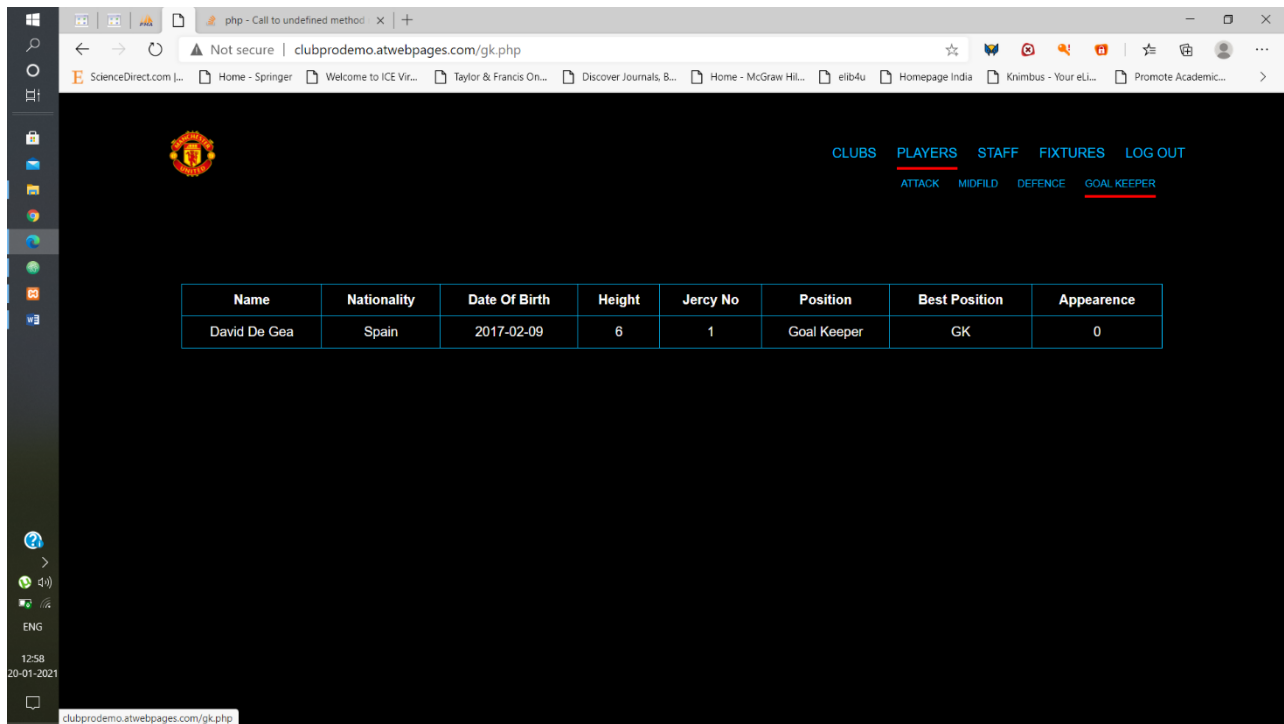 php - Call to undefined method
Not secure | clubprodemo.atwebpages.com/gk.php
ScienceDirect.com |... Home - Springer Welcome to ICE Vir... Taylor & Francis On... Discover Journals, B... Home - McGraw Hil... elib4u Homepage India Knimbus - Your eLi... Promote Academic...
MANCHESTER
UNITED
CLUBS PLAYERS STAFF FIXTURES LOG OUT
ATTACK MIDFILD DEFENCE GOAL KEEPER
Name Nationality Date Of Birth Height Jercy No Position Best Position Appearence
David De Gea Spain 2017-02-09 6 1 Goal Keeper GK 0
ENG
12:58
20-01-2021
clubprodemo.atwebpages.com/gk.php